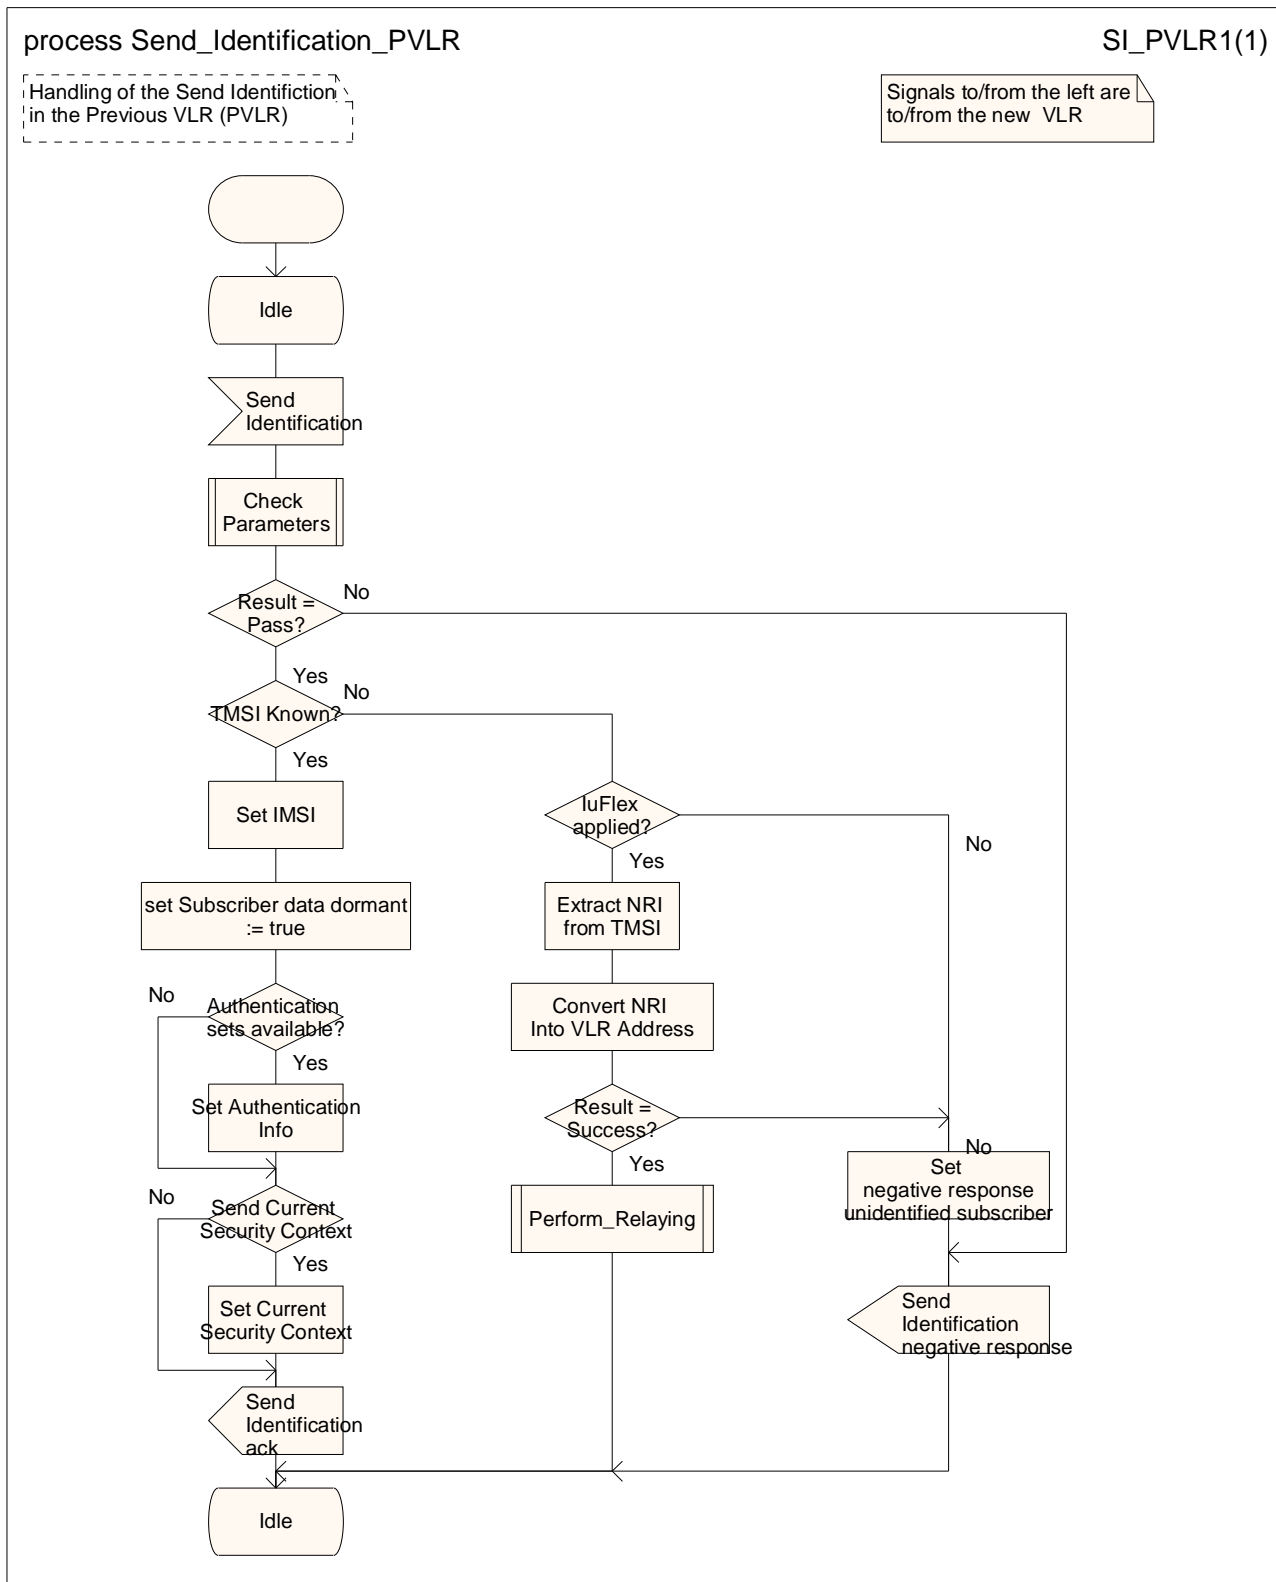 process Send_Identification_PVLR
SI_PVLR1(1)
Handling of the Send Identifiction
in the Previous VLR (PVLR)
Signals to/from the left are
to/from the new VLR
Idle
Send
Identification
Check
Parameters
Result =
Pass?
No
Yes
TMSI Known?
No
Yes
Set IMSI
IuFlex
applied?
No
Yes
set Subscriber data dormant
:= true
Extract NRI
from TMSI
No
Authentication
sets available?
Yes
Convert NRI
Into VLR Address
Set Authentication
Info
Result =
Success?
No
Yes
Set
negative response
unidentified subscriber
No
Send Current
Security Context
Yes
Perform_Relaying
Set Current
Security Context
Send
Identification
negative response
Send
Identification
ack
Idle